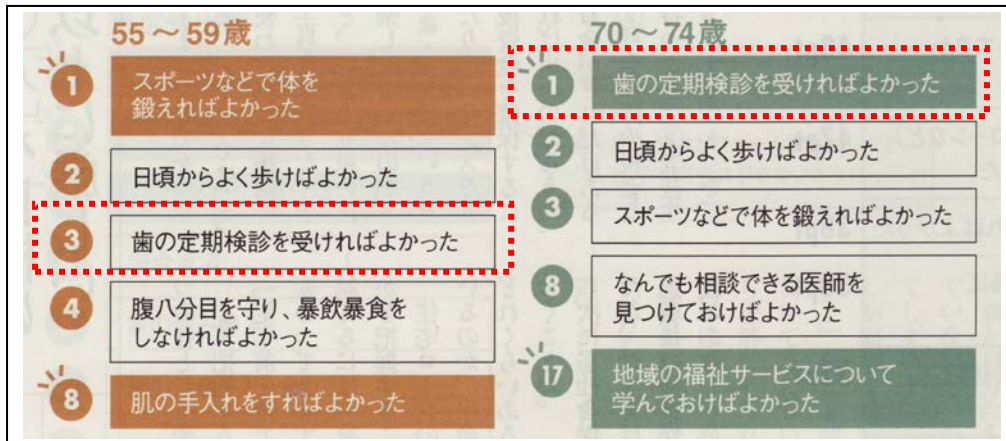 55～59歳
1
スポーツなどで体を
鍛えればよかった
2
日頃からよく歩けばよかった
3
歯の定期検診を受ければよかった
4
腹八分目を守り、暴飲暴食を
しなければよかった
8
肌の手入れをすればよかった
70～74歳
1
歯の定期検診を受ければよかった
2
日頃からよく歩けばよかった
3
スポーツなどで体を鍛えればよかった
8
なんでも相談できる医師を
見つけておけばよかった
17
地域の福祉サービスについて
学んでおけばよかった